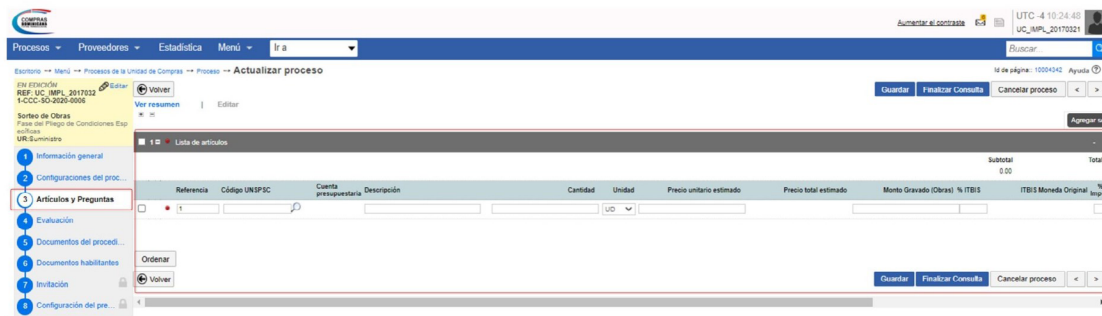 COMPRAS
DOMINICANA
Aumentar el contraste
UTC -4 10:24:48
UC_IMPL_20170321
Procesos
Proveedores
Estadística
Menú
Ir a
Buscar...
Escritorio → Menú → Procesos de la Unidad de Compras → Proceso → Actualizar proceso
Id de página:: 10004342 Ayuda
EN EDICIÓN
Editar
REF: UC_IMPL_2017032
1-CCC-SO-2020-0006
Sorteo de Obras
Fase del Pliego de Condiciones Esp
ecíficas
UR:Suministro
Volver
Guardar
Finalizar Consulta
Cancelar proceso
< >
Ver resumen | Editar
Agregar s
1 Información general
2 Configuraciones del proc...
3 Artículos y Preguntas
4 Evaluación
5 Documentos del procedi...
6 Documentos habilitantes
7 Invitación
8 Configuración del pre...
1 Lista de artículos
Subtotal Total
0.00
Referencia Código UNSPSC Cuenta presupuestaria Descripción Cantidad Unidad Precio unitario estimado Precio total estimado Monto Gravado (Obras) % ITBIS ITBIS Moneda Original % Imp
1 UD
Ordenar
Volver
Guardar
Finalizar Consulta
Cancelar proceso
< >